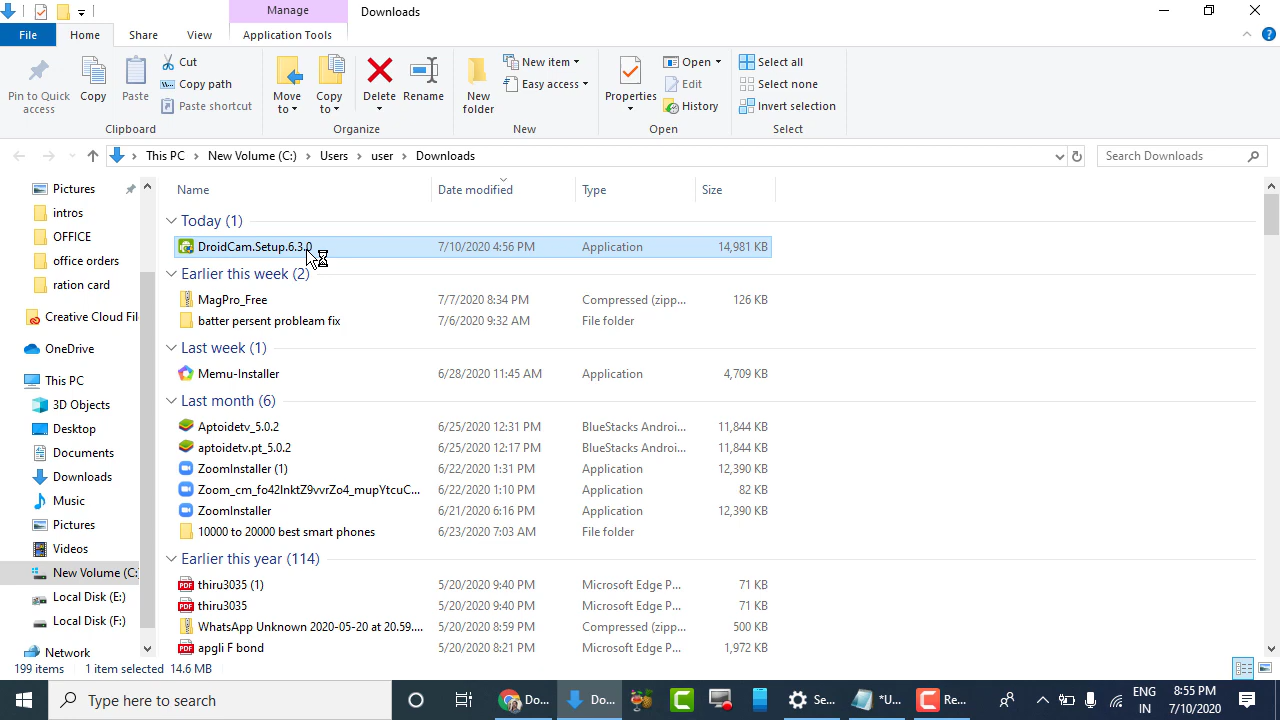 Manage
Downloads
File
Home
Share
View
Application Tools
Pin to Quick access
Copy
Paste
Cut
Copy path
Paste shortcut
Clipboard
Move to
Copy to
Delete
Rename
Organize
New folder
New item
Easy access
New
Properties
Open
Edit
History
Open
Select all
Select none
Invert selection
Select
This PC
New Volume (C:)
Users
user
Downloads
Search Downloads
Pictures
intros
OFFICE
office orders
ration card
Creative Cloud Fil
OneDrive
This PC
3D Objects
Desktop
Documents
Downloads
Music
Pictures
Videos
New Volume (C:
Local Disk (E:)
Local Disk (F:)
Network
Name Date modified Type Size
Today (1)
DroidCam.Setup.6.3.0 7/10/2020 4:56 PM Application 14,981 KB
Earlier this week (2)
MagPro_Free 7/7/2020 8:34 PM Compressed (zipp... 126 KB
batter persent probleam fix 7/6/2020 9:32 AM File folder
Last week (1)
Memu-Installer 6/28/2020 11:45 AM Application 4,709 KB
Last month (6)
Aptoidetv_5.0.2 6/25/2020 12:31 PM BlueStacks Androi... 11,844 KB
aptoidetv.pt_5.0.2 6/25/2020 12:17 PM BlueStacks Androi... 11,844 KB
ZoomInstaller (1) 6/22/2020 1:31 PM Application 12,390 KB
Zoom_cm_fo42lnktZ9vvrZo4_mupYtcuC... 6/22/2020 1:10 PM Application 82 KB
ZoomInstaller 6/21/2020 6:16 PM Application 12,390 KB
10000 to 20000 best smart phones 6/23/2020 7:03 AM File folder
Earlier this year (114)
thiru3035 (1) 5/20/2020 9:40 PM Microsoft Edge P... 71 KB
thiru3035 5/20/2020 9:40 PM Microsoft Edge P... 71 KB
WhatsApp Unknown 2020-05-20 at 20.59.... 5/20/2020 8:59 PM Compressed (zipp... 500 KB
apgli F bond 5/20/2020 8:21 PM Microsoft Edge P... 1,972 KB
199 items 1 item selected 14.6 MB
Type here to search
Do...
Do...
Se...
*U...
Re...
ENG
IN
8:55 PM
7/10/2020